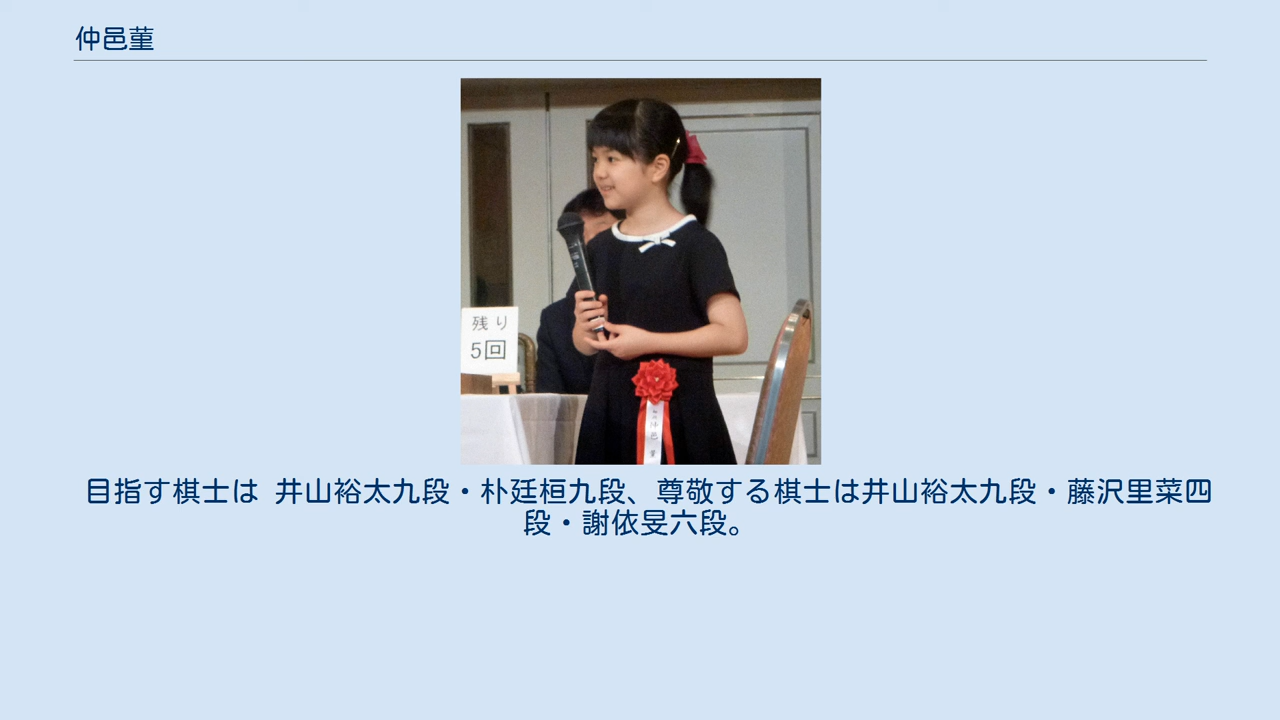 仲邑菫
残り
5回
目指す棋士は 井山裕太九段・朴廷桓九段、尊敬する棋士は井山裕太九段・藤沢里菜四
段・謝依旻六段。